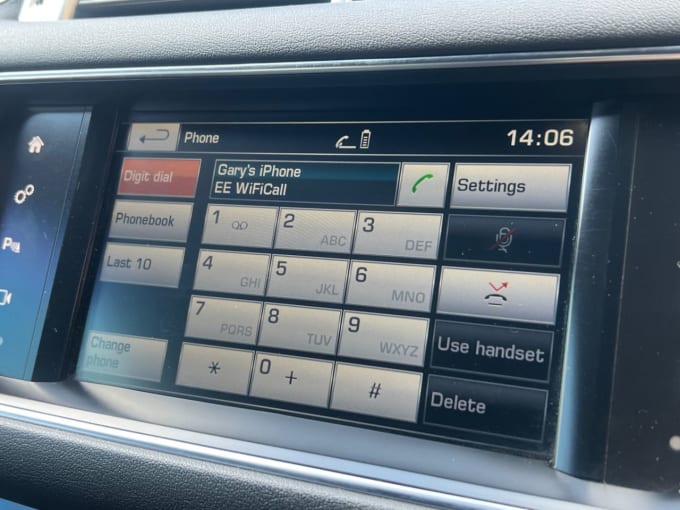 Phone
14:06
Digit dial
Gary's iPhone
EE WiFiCall
Settings
Phonebook
1
2 ABC
3 DEF
Last 10
4 GHI
5 JKL
6 MNO
7 PQRS
8 TUV
9 WXYZ
Use handset
Change
phone
*
0 +
#
Delete